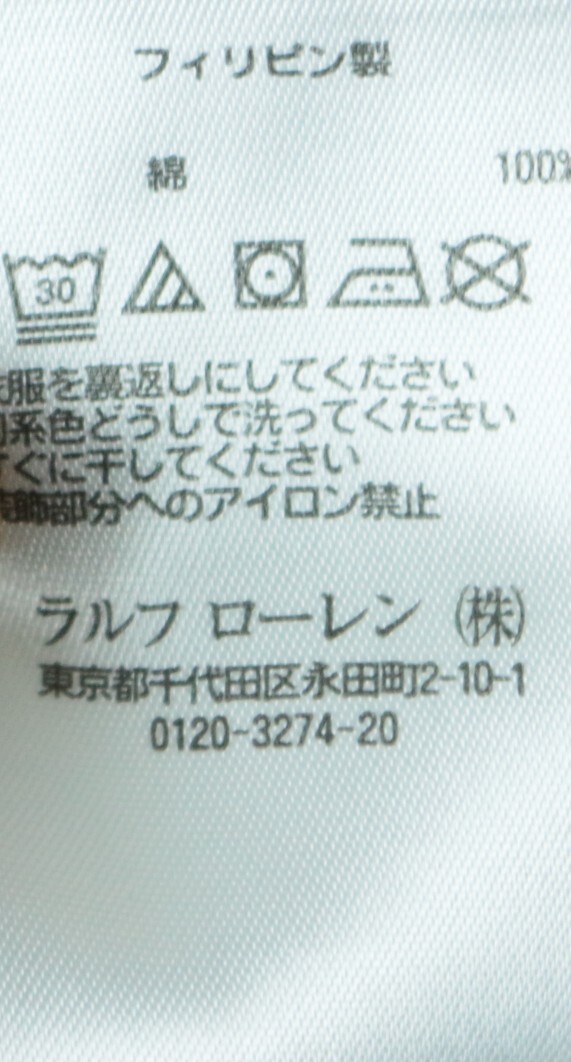 フィリピン製
綿 100%
30
服を裏返しにしてください
系色どうしで洗ってください
ぐに干してください
飾部分へのアイロン禁止
ラルフ ローレン (株)
東京都千代田区永田町2-10-1
0120-3274-20